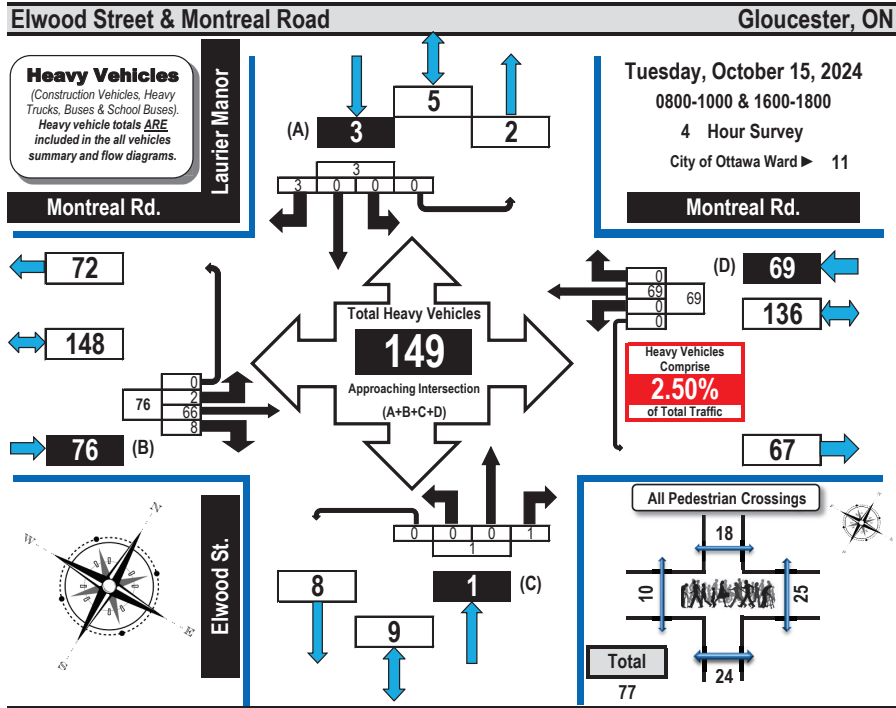 Elwood Street & Montreal Road
Gloucester, ON
Heavy Vehicles
(Construction Vehicles, Heavy
Trucks, Buses & School Buses).
Heavy vehicle totals ARE
included in the all vehicles
summary and flow diagrams.
Laurier Manor
Montreal Rd.
5
(A) 3
2
3
3 0 0 0
Tuesday, October 15, 2024
0800-1000 & 1600-1800
4 Hour Survey
City of Ottawa Ward ► 11
Montreal Rd.
72
148
0
2
76
66
8
76 (B)
Total Heavy Vehicles
149
Approaching Intersection
(A+B+C+D)
0
69
69
0
0
(D) 69
136
Heavy Vehicles
Comprise
2.50%
of Total Traffic
67
N
W
E
S
Elwood St.
0 0 0 1
1
8
1 (C)
9
All Pedestrian Crossings
18
10
25
24
Total
77